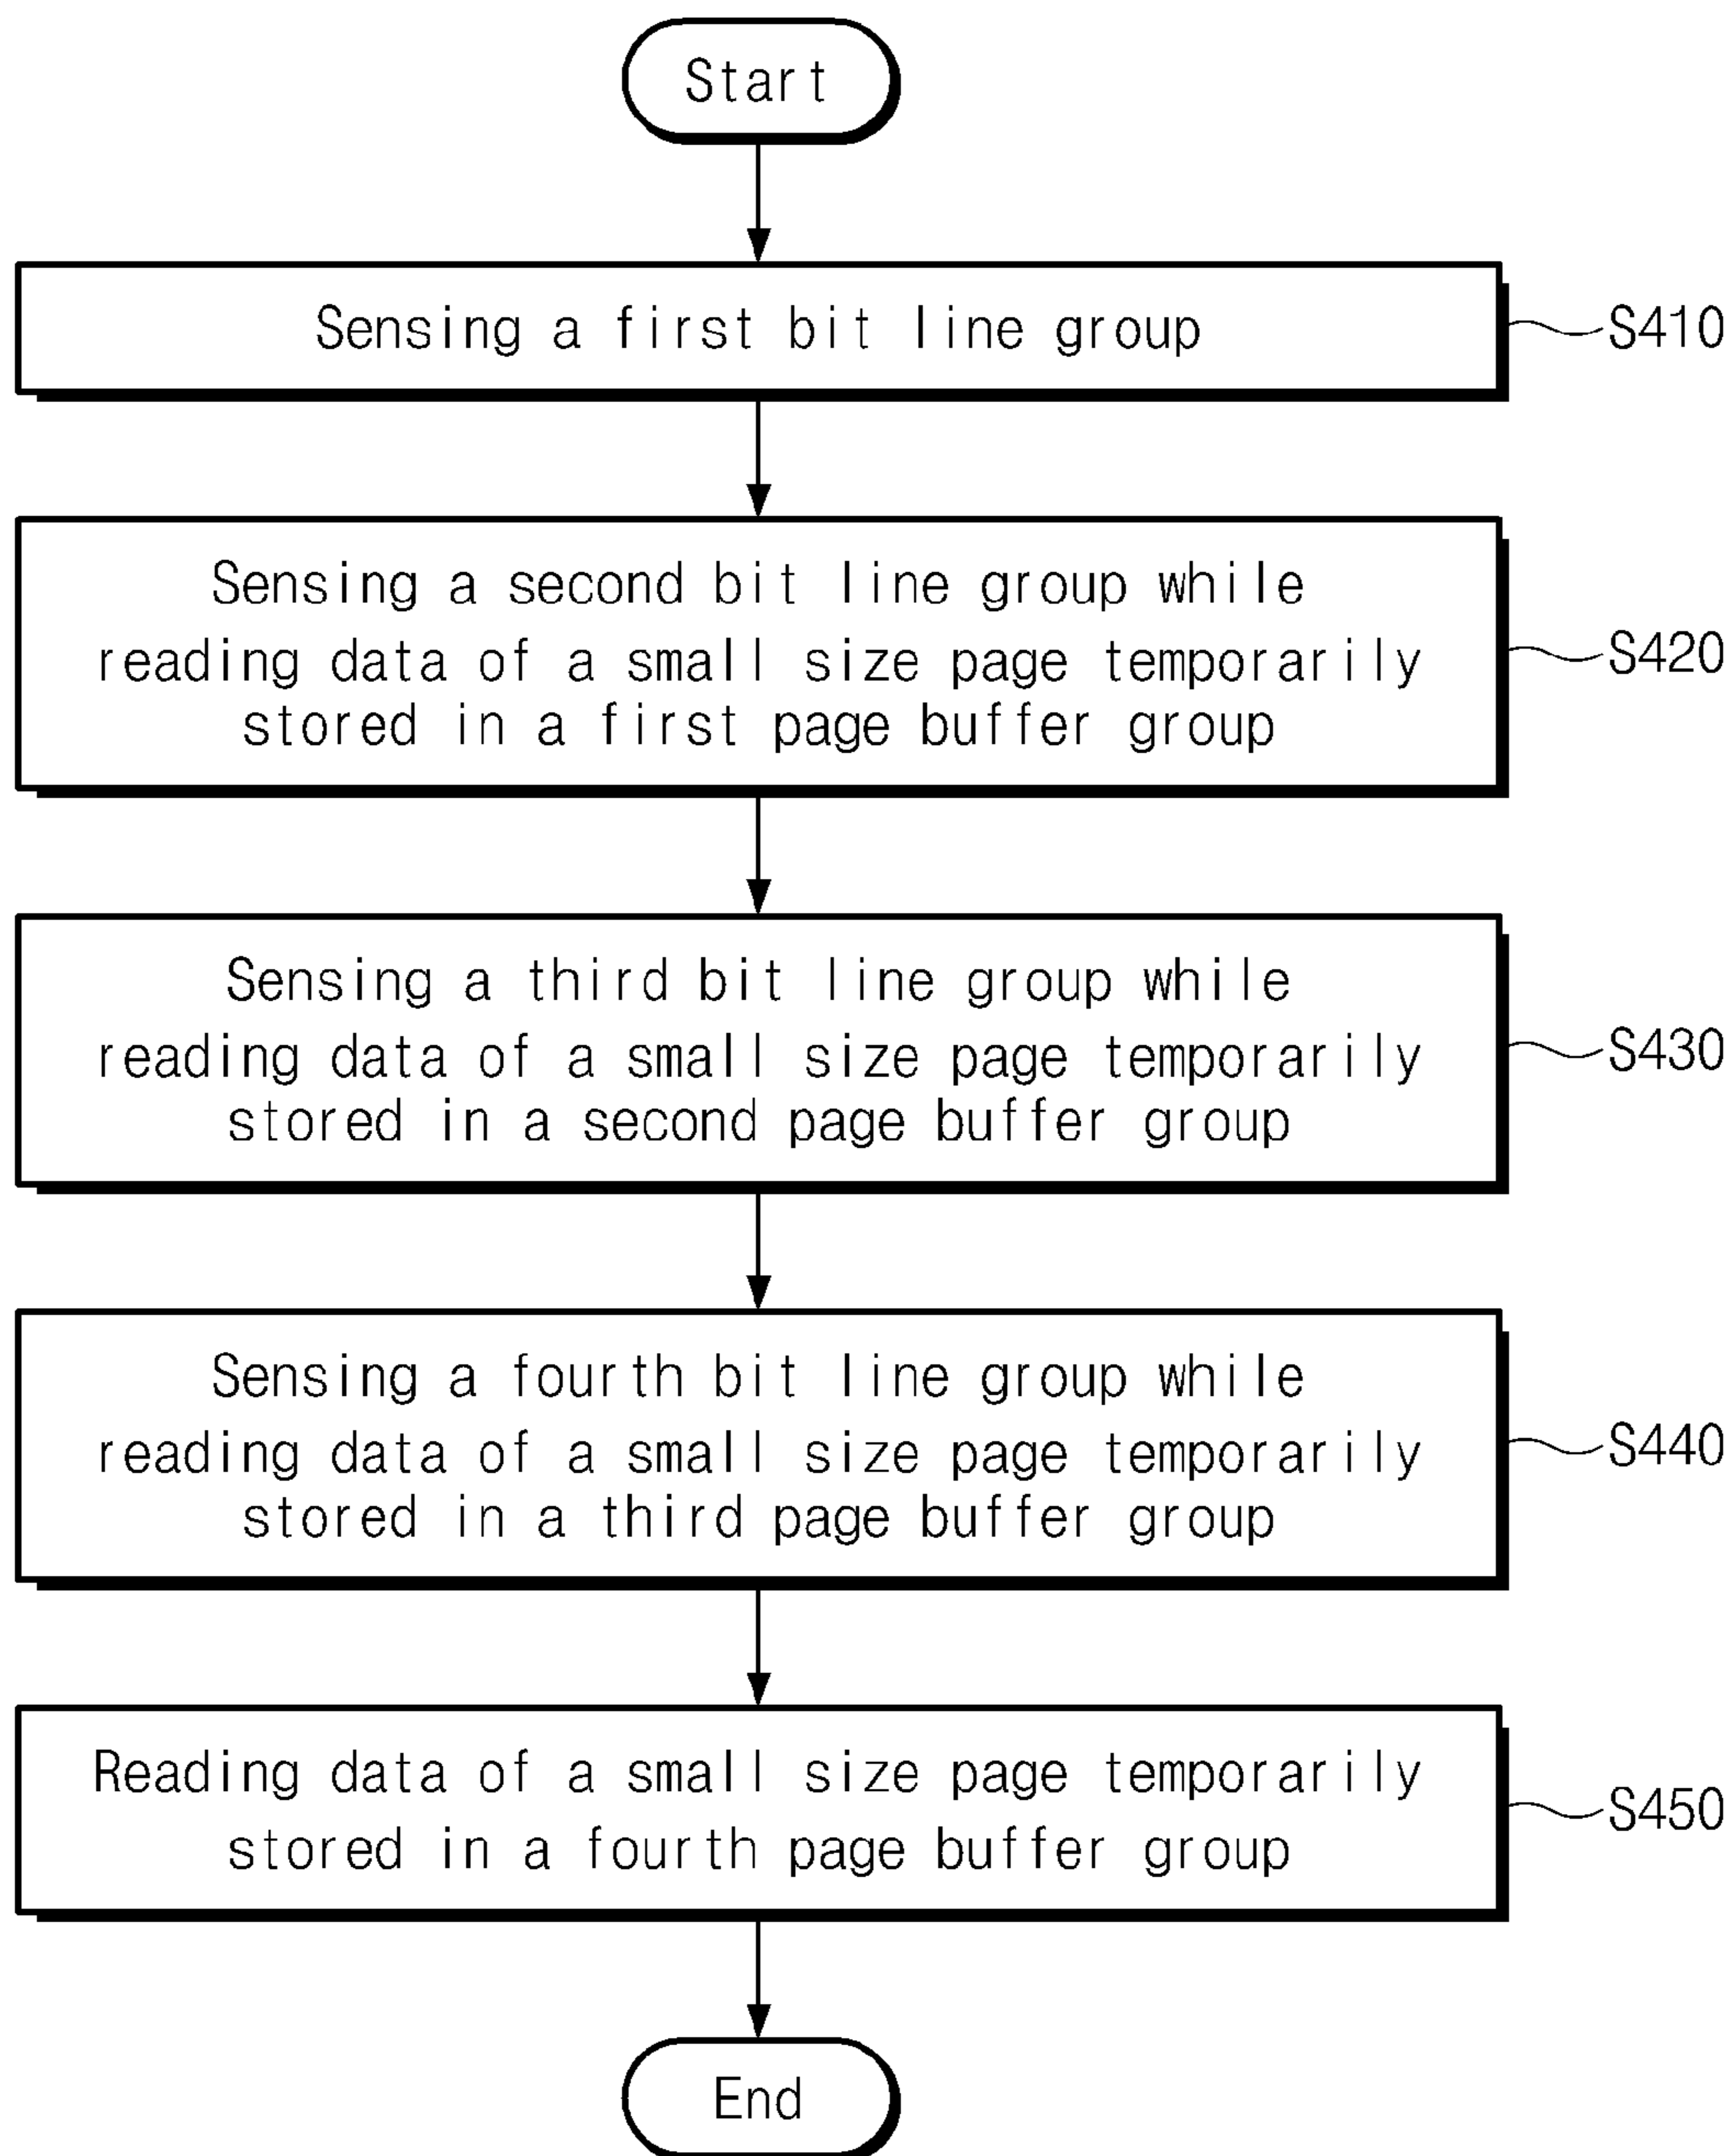 Start
Sensing a first bit line group
S410
Sensing a second bit line group while
reading data of a small size page temporarily
stored in a first page buffer group
S420
Sensing a third bit line group while
reading data of a small size page temporarily
stored in a second page buffer group
S430
Sensing a fourth bit line group while
reading data of a small size page temporarily
stored in a third page buffer group
S440
Reading data of a small size page temporarily
stored in a fourth page buffer group
S450
End